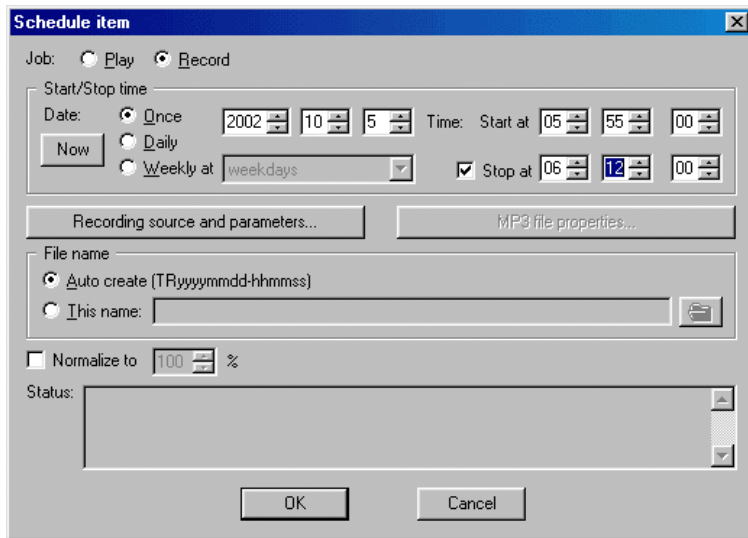 Schedule item
Job: Play Record
Start/Stop time
Date: Once 2002 10 5 Time: Start at 05 55 00
Now Daily
Weekly at weekdays Stop at 06 12 00
Recording source and parameters... MP3 file properties...
File name
Auto create (TRyyyymmdd-hhmmss)
This name:
Normalize to 100 %
Status:
OK Cancel